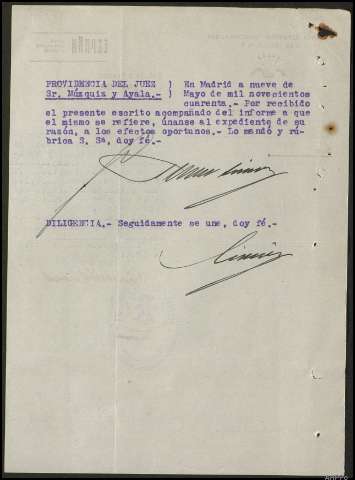 PROVIDENCIA DEL JUEZ ) En Madrid a nueve de
Sr. Múzquiz y Ayala.- ) Mayo de mil novecientos
cuarenta.- Por recibido
el presente escrito acompañado del informe a que
el mismo se refiere, únanse al expediente de su
razón, a los efectos oportunos.- Lo mandó y rú-
brica S. Sª, doy fé.-
DILIGENCIA.- Seguidamente se une, doy fé.-